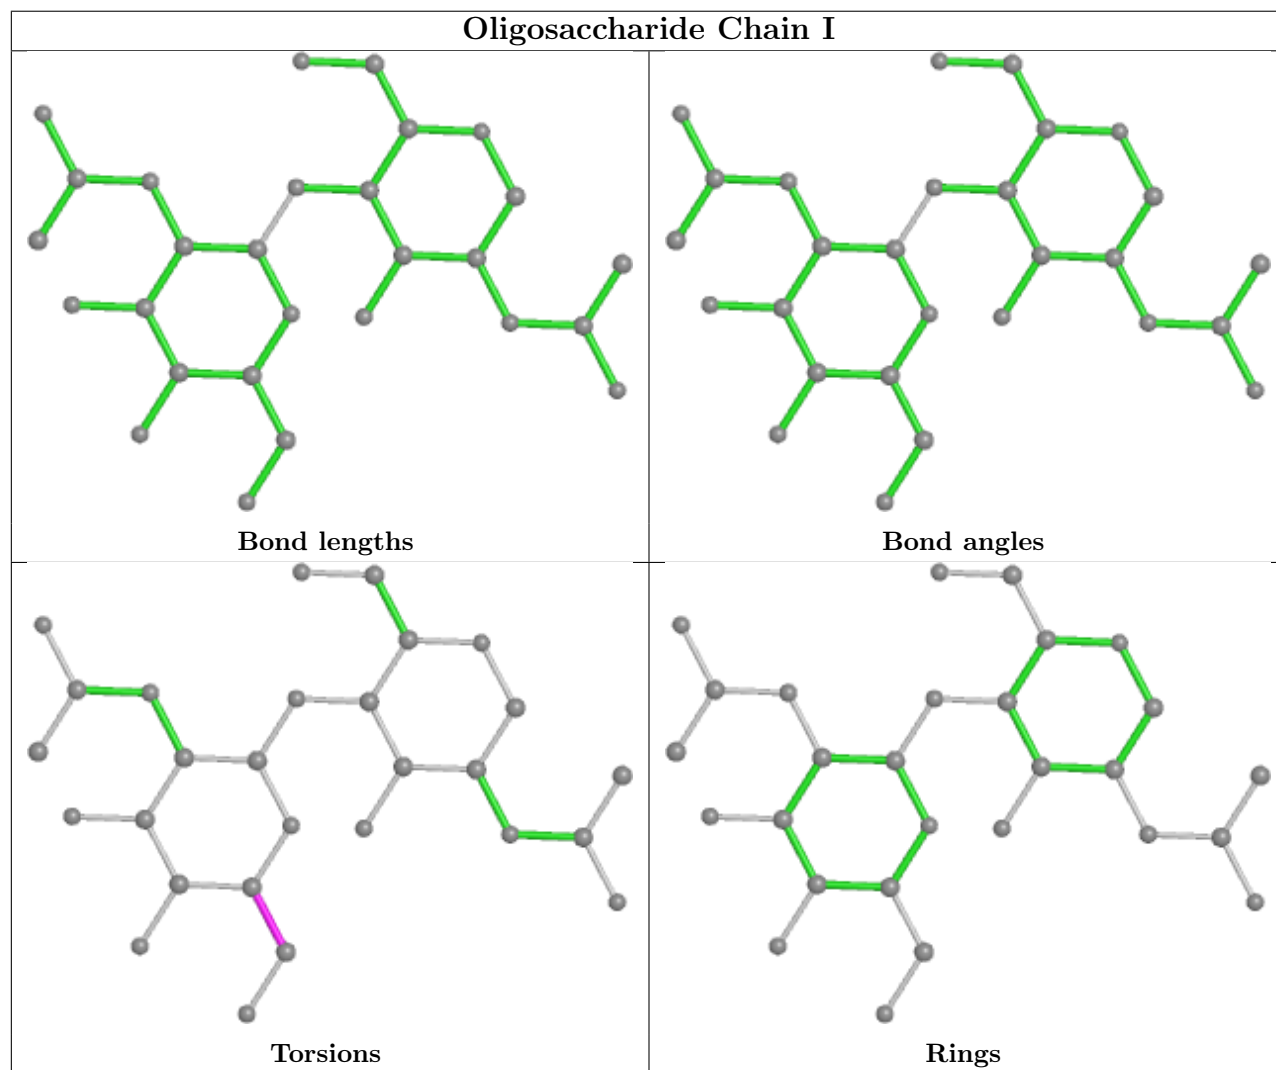 Oligosaccharide Chain I
Bond lengths
Bond angles
Torsions
Rings